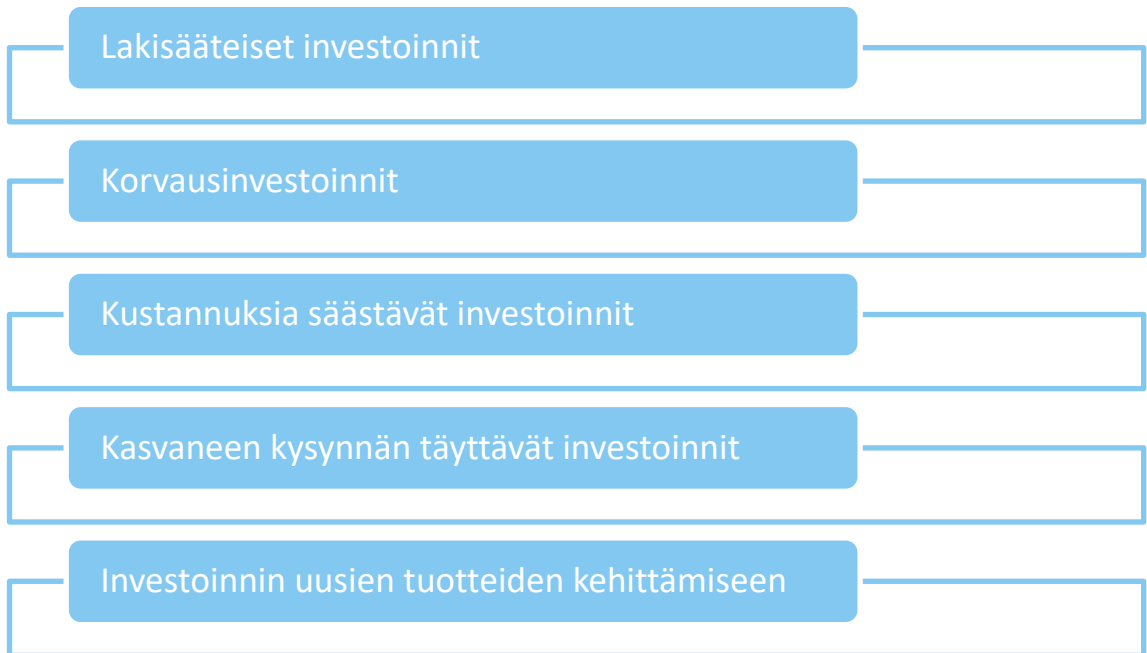 Lakisääteiset investoinnit
Korvausinvestoinnit
Kustannuksia säästävät investoinnit
Kasvaneen kysynnän täyttävät investoinnit
Investoinnin uusien tuotteiden kehittämiseen